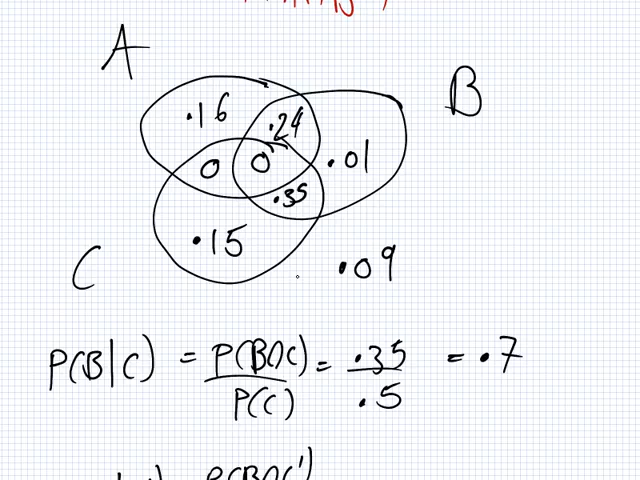 A
B
.16
.24
0
0
.01
.35
.15
C
.09
P(B|C) = P(B∩C)/P(C) = .35/.5 = .7
P(B∩C')